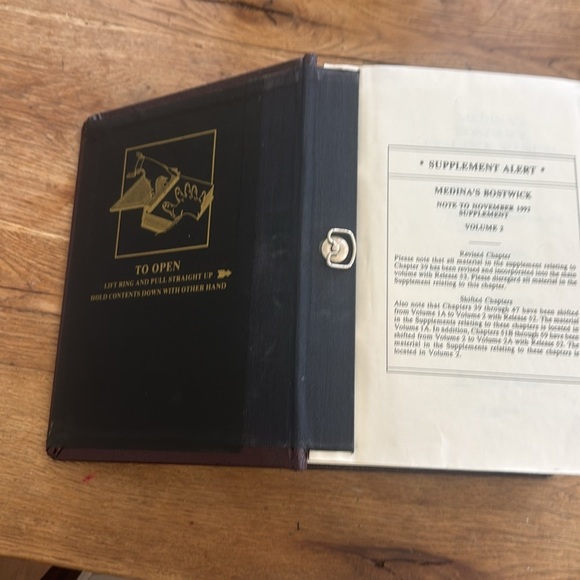 TO OPEN
LIFT RING AND PULL STRAIGHT UP
HOLD CONTENTS DOWN WITH OTHER HAND
* SUPPLEMENT ALERT *
MEDINA'S BOSTWICK
NOTE TO NOVEMBER 1992
SUPPLEMENT
VOLUME 2
Revised Chapter
Please note that all material in the supplement relating to
Chapter 39 has been revised and incorporated into the main
volume with Release 52. Please disregard all material in the
Supplement relating to this chapter.
Shifted Chapters
Also note that Chapters 39 through 47 have been shifted
from Volume 1A to Volume 2 with Release 52. The material
in the Supplements relating to these chapters is located in
Volume 1A. In addition, Chapters 51B through 59 have been
shifted from Volume 2 to Volume 2A with Release 52. The
material in the Supplements relating to these chapters is
located in Volume 2.